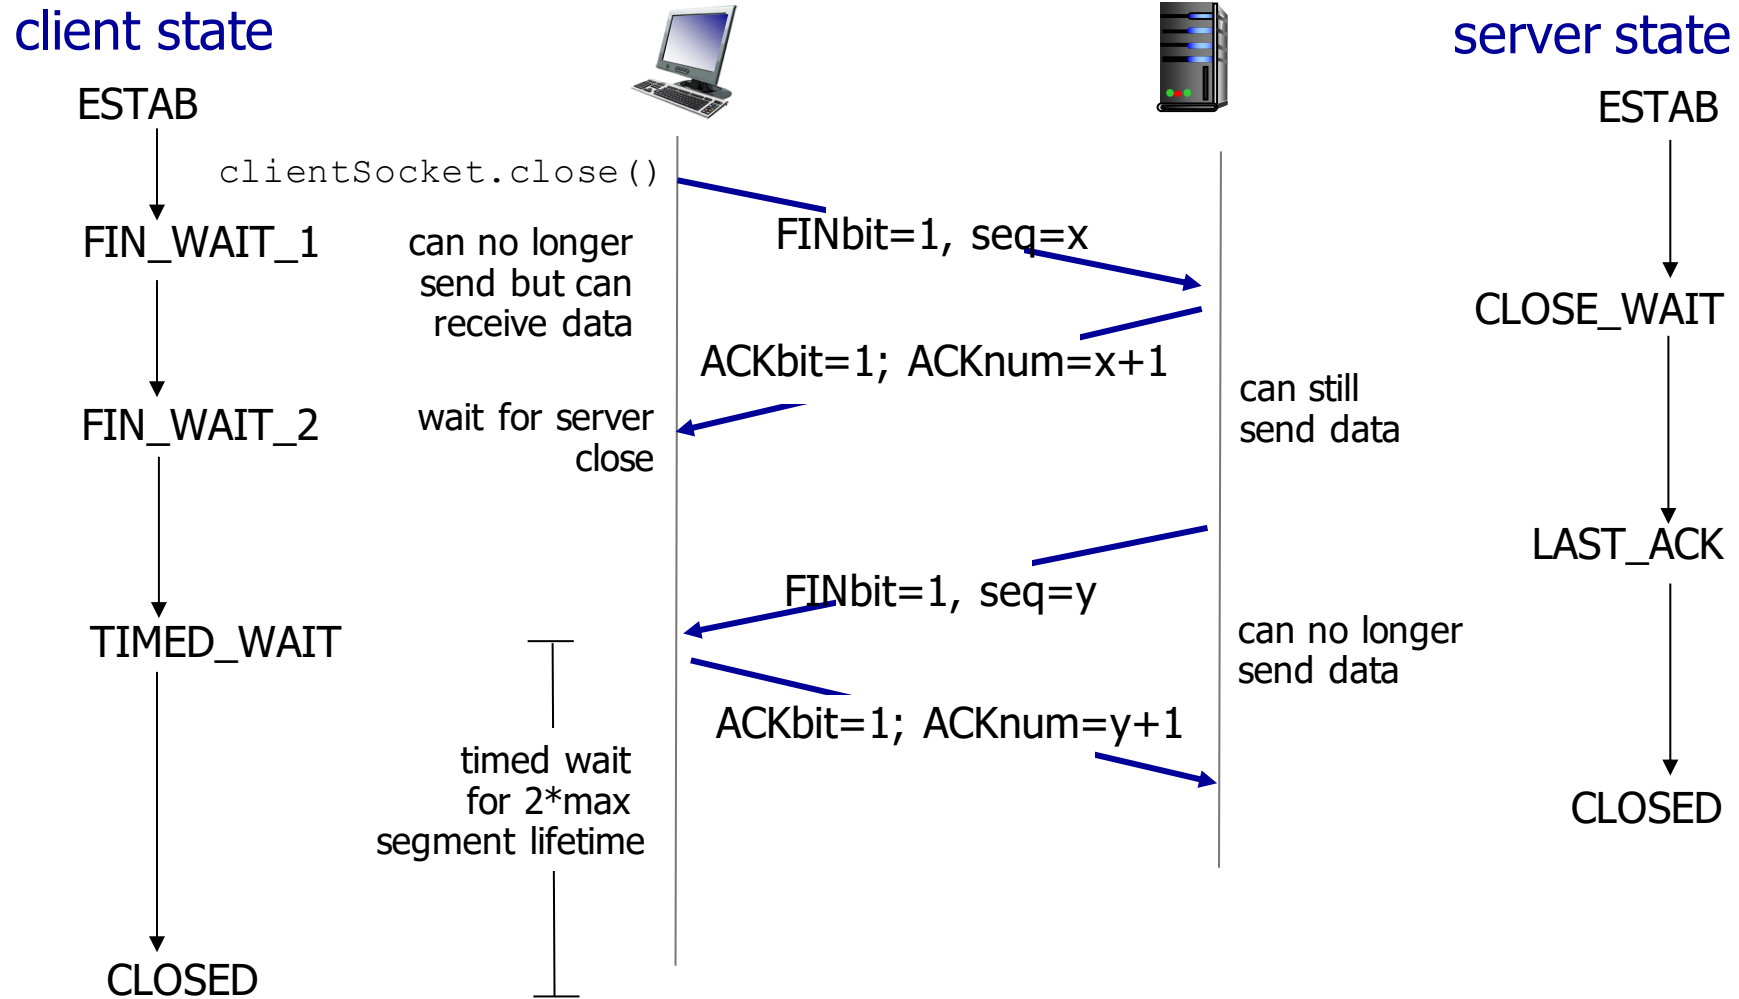 client state
server state
ESTAB
ESTAB
clientSocket.close()
FIN_WAIT_1
can no longer
send but can
receive data
FINbit=1, seq=x
CLOSE_WAIT
ACKbit=1; ACKnum=x+1
can still
send data
FIN_WAIT_2
wait for server
close
LAST_ACK
FINbit=1, seq=y
can no longer
send data
TIMED_WAIT
ACKbit=1; ACKnum=y+1
timed wait
for 2*max
segment lifetime
CLOSED
CLOSED